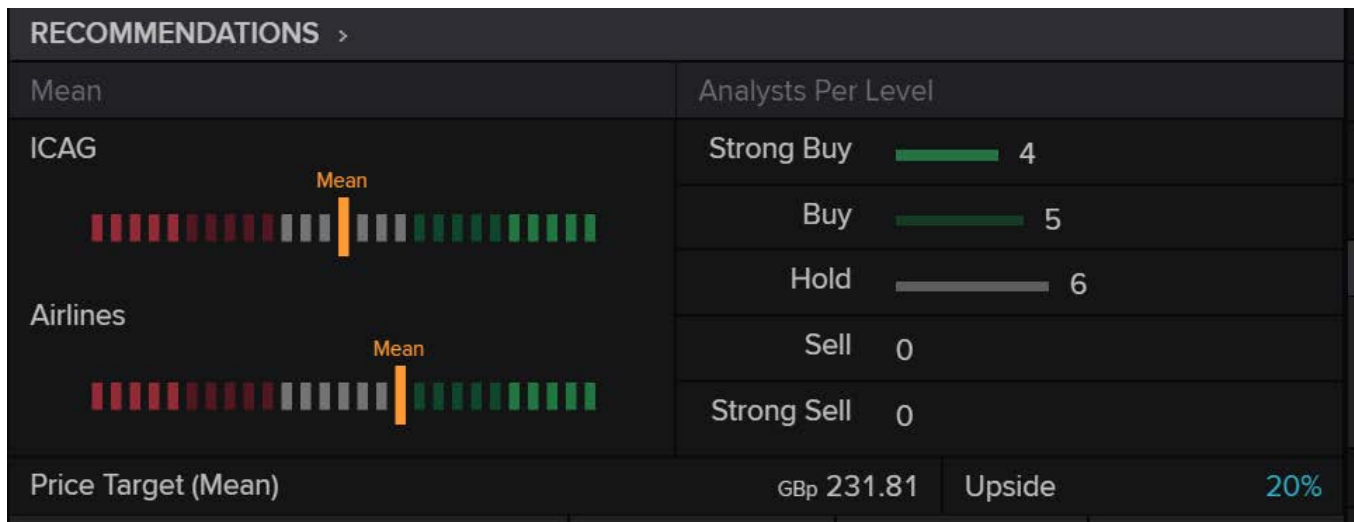 RECOMMENDATIONS >
Mean Analysts Per Level
ICAG
Mean
Airlines
Mean
Strong Buy 4
Buy 5
Hold 6
Sell 0
Strong Sell 0
Price Target (Mean) GBp 231.81 Upside 20%